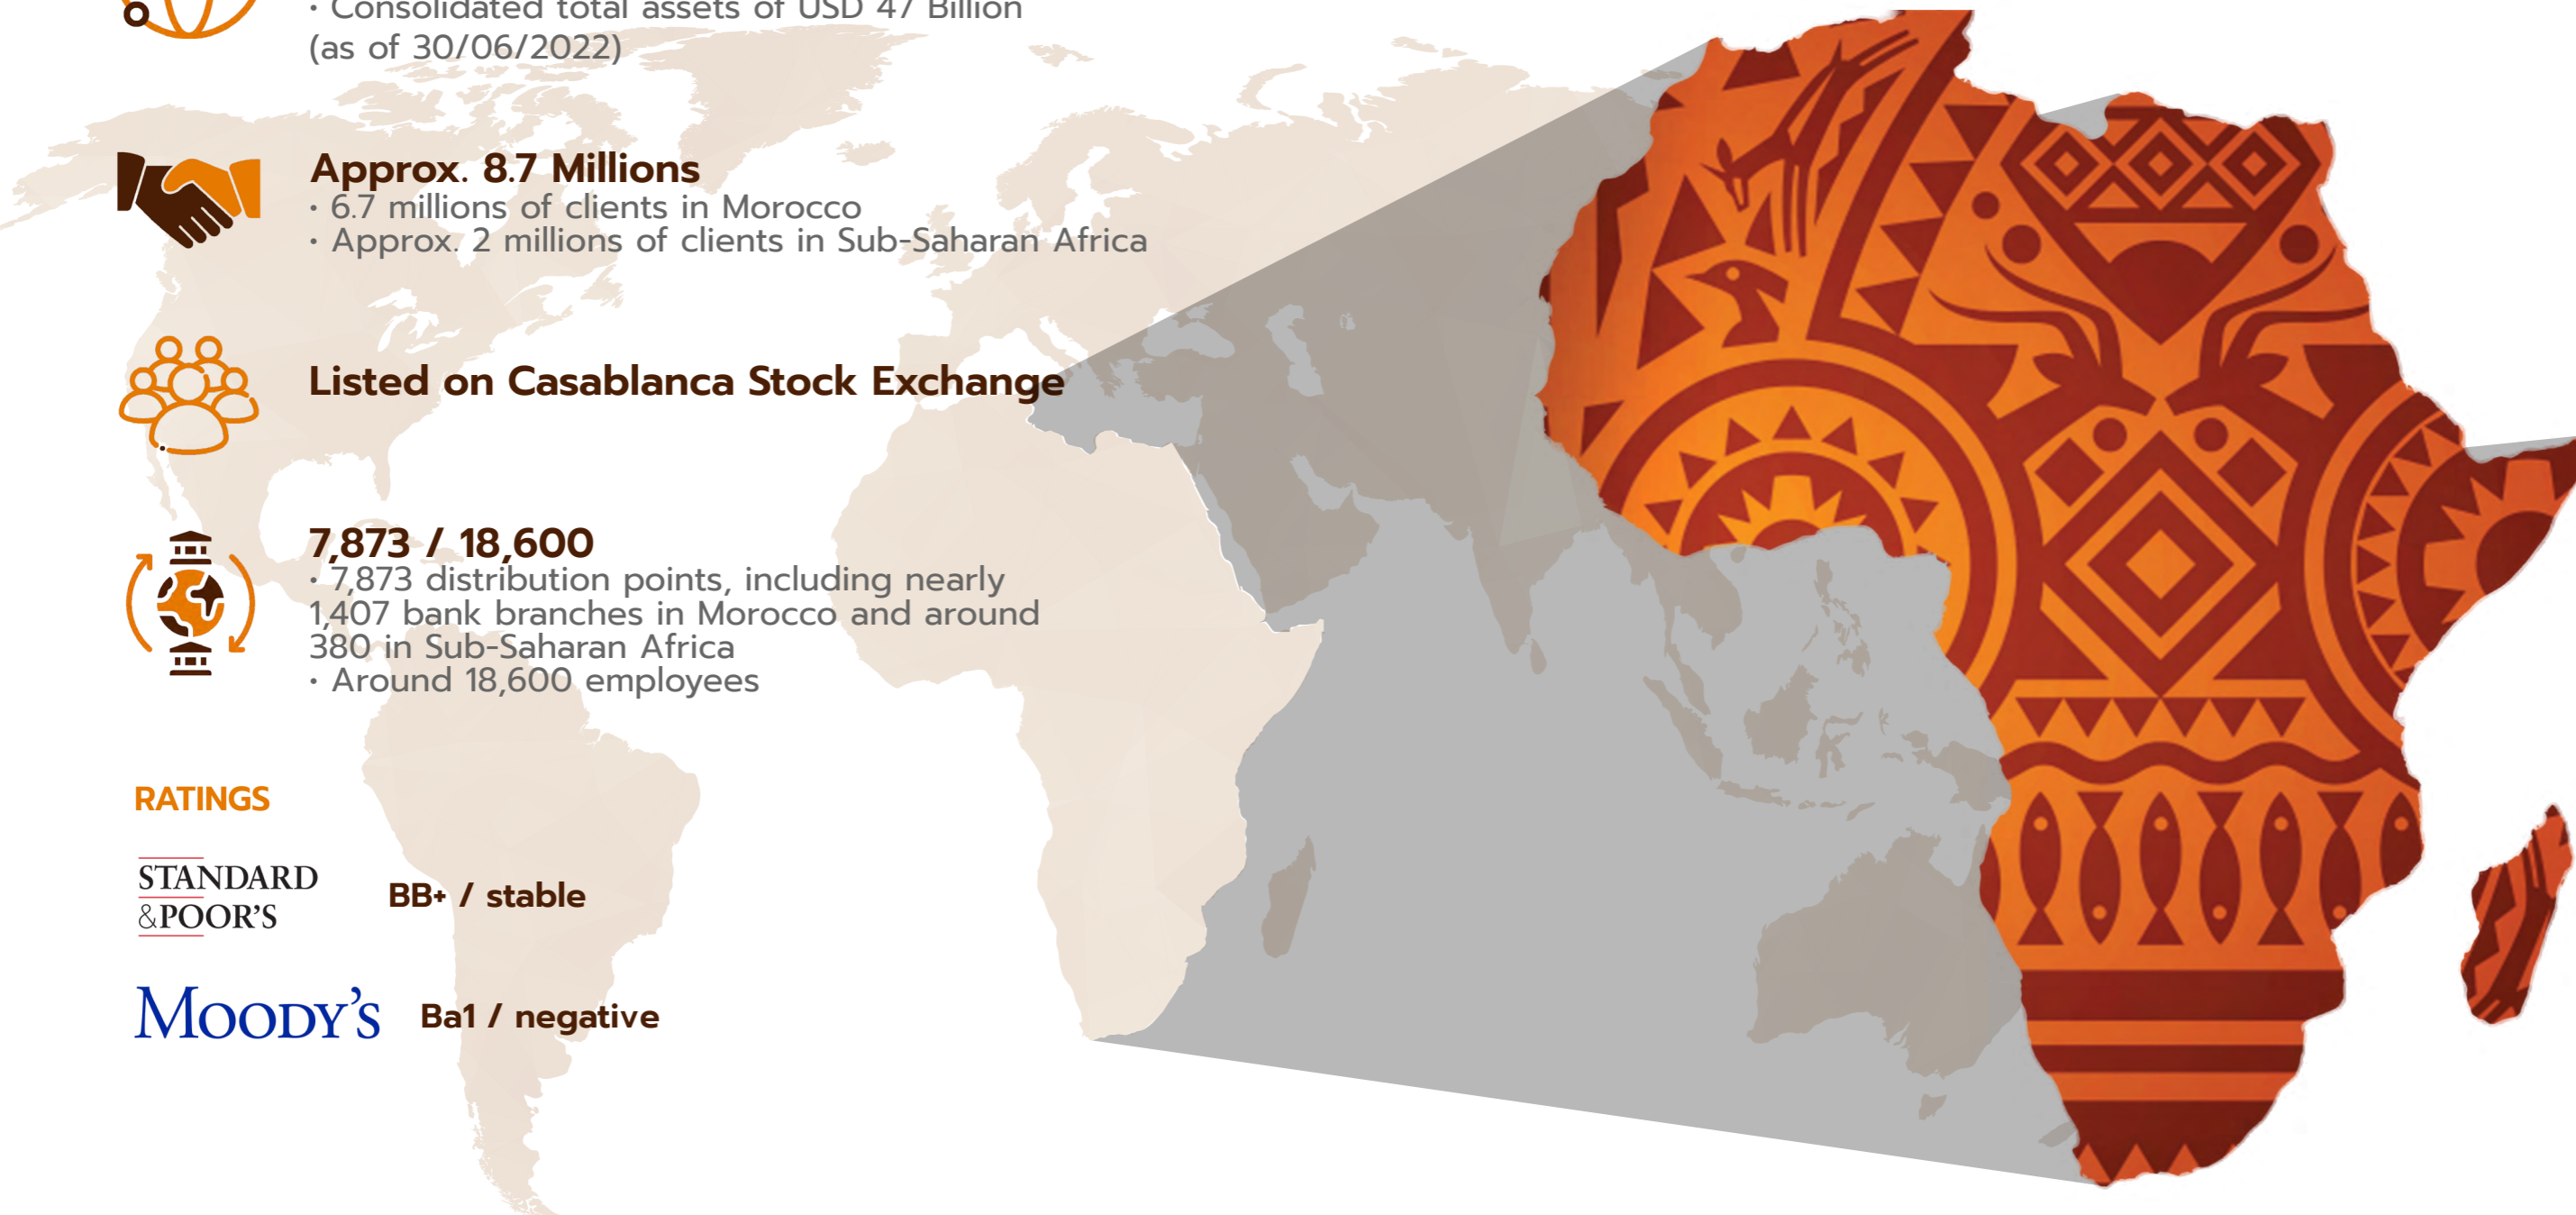 · Consolidated total assets of USD 47 Billion
(as of 30/06/2022)
Approx. 8.7 Millions
· 6.7 millions of clients in Morocco
· Approx. 2 millions of clients in Sub-Saharan Africa
Listed on Casablanca Stock Exchange
7,873 / 18,600
· 7,873 distribution points, including nearly
1,407 bank branches in Morocco and around
380 in Sub-Saharan Africa
· Around 18,600 employees
RATINGS
STANDARD
&POOR'S
BB+ / stable
MOODY'S
Ba1 / negative